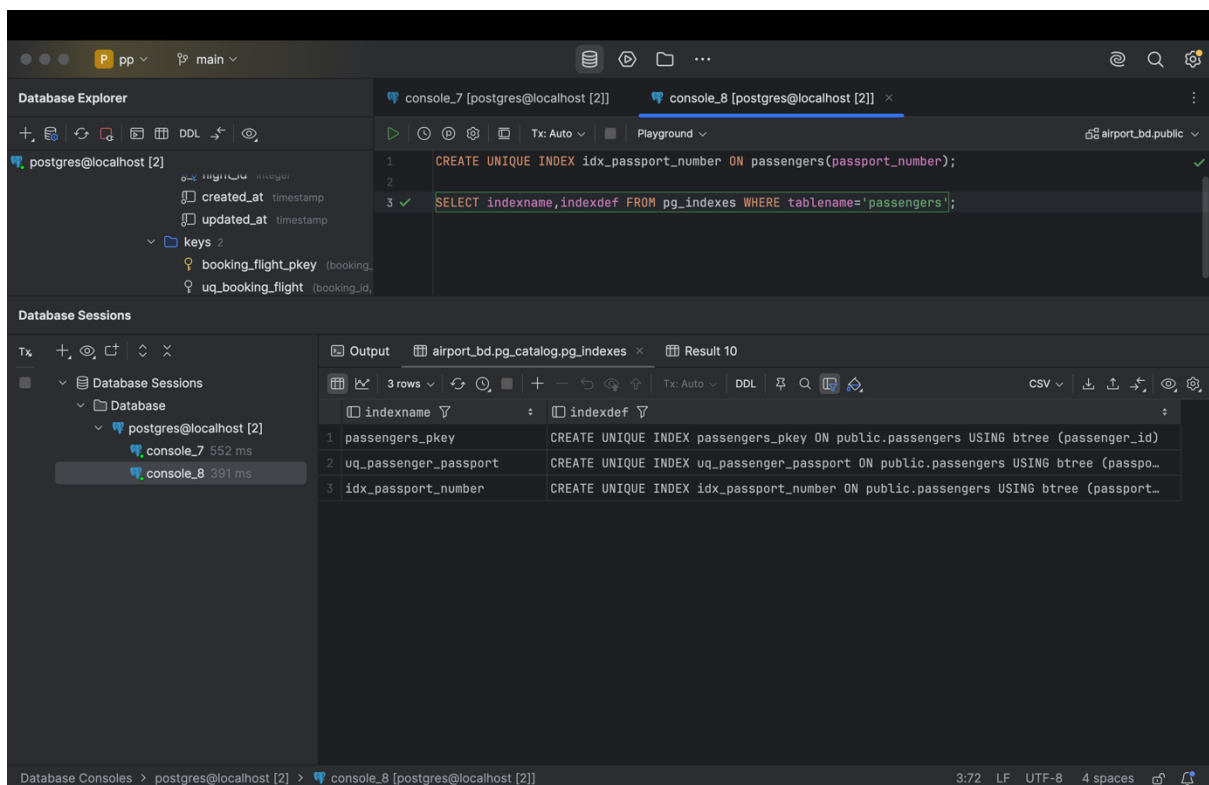 P pp main
Database Explorer
console_7 [postgres@localhost [2]] console_8 [postgres@localhost [2]]
DDL Tx: Auto Playground airport_bd.public
postgres@localhost [2]
integer
created_at timestamp
updated_at timestamp
keys 2
booking_flight_pkey (booking_
uq_booking_flight (booking_id,
1 CREATE UNIQUE INDEX idx_passport_number ON passengers(passport_number);
2
3 SELECT indexname,indexdef FROM pg_indexes WHERE tablename='passengers';
Database Sessions
Tx Output airport_bd.pg_catalog.pg_indexes Result 10
Database Sessions
Database
postgres@localhost [2]
console_7 552 ms
console_8 391 ms
3 rows Tx: Auto DDL CSV
indexname indexdef
1 passengers_pkey CREATE UNIQUE INDEX passengers_pkey ON public.passengers USING btree (passenger_id)
2 uq_passenger_passport CREATE UNIQUE INDEX uq_passenger_passport ON public.passengers USING btree (passpo…
3 idx_passport_number CREATE UNIQUE INDEX idx_passport_number ON public.passengers USING btree (passport…
Database Consoles > postgres@localhost [2] > console_8 [postgres@localhost [2]] 3:72 LF UTF-8 4 spaces